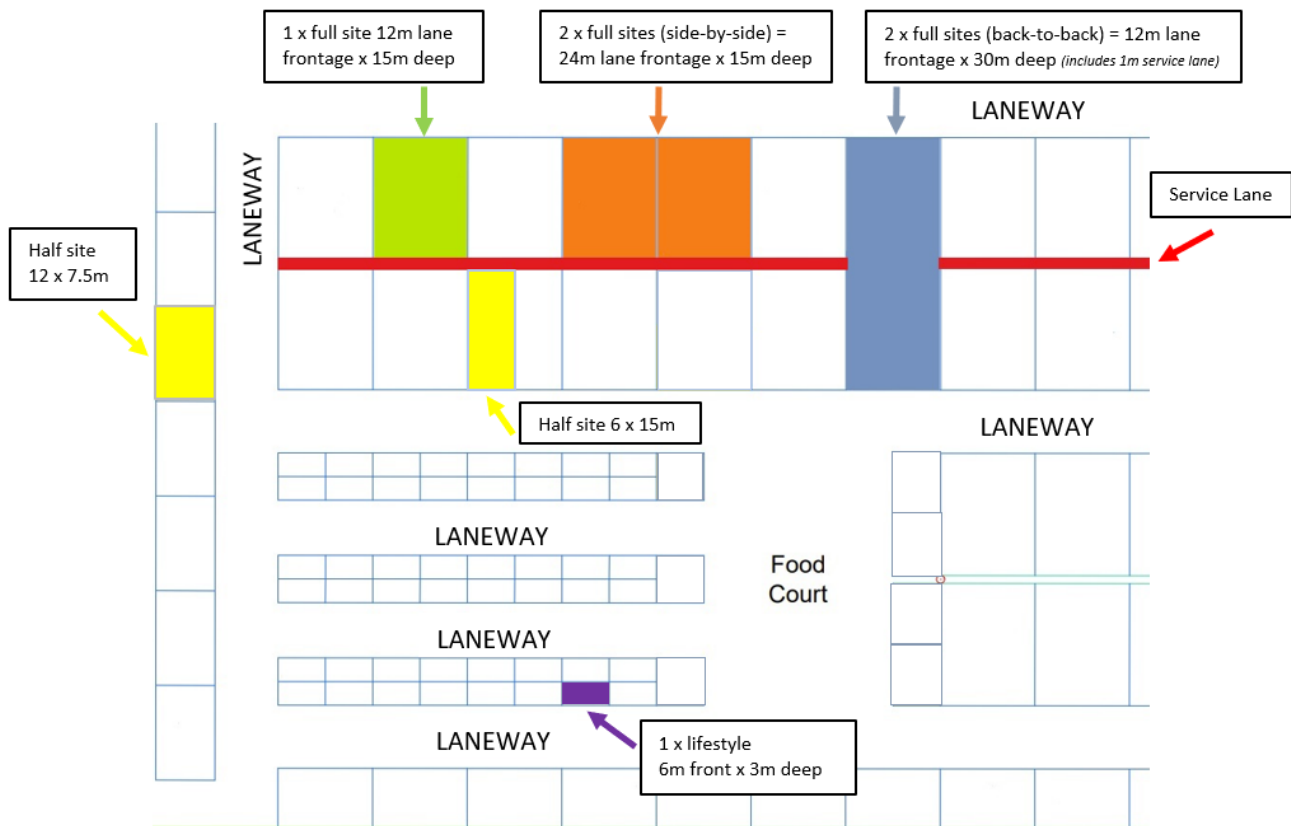 1 x full site 12m lane
frontage x 15m deep
2 x full sites (side-by-side) =
24m lane frontage x 15m deep
2 x full sites (back-to-back) = 12m lane
frontage x 30m deep (includes 1m service lane)
LANEWAY
LANEWAY
Service Lane
Half site
12 x 7.5m
Half site 6 x 15m
LANEWAY
LANEWAY
Food
Court
LANEWAY
LANEWAY
1 x lifestyle
6m front x 3m deep